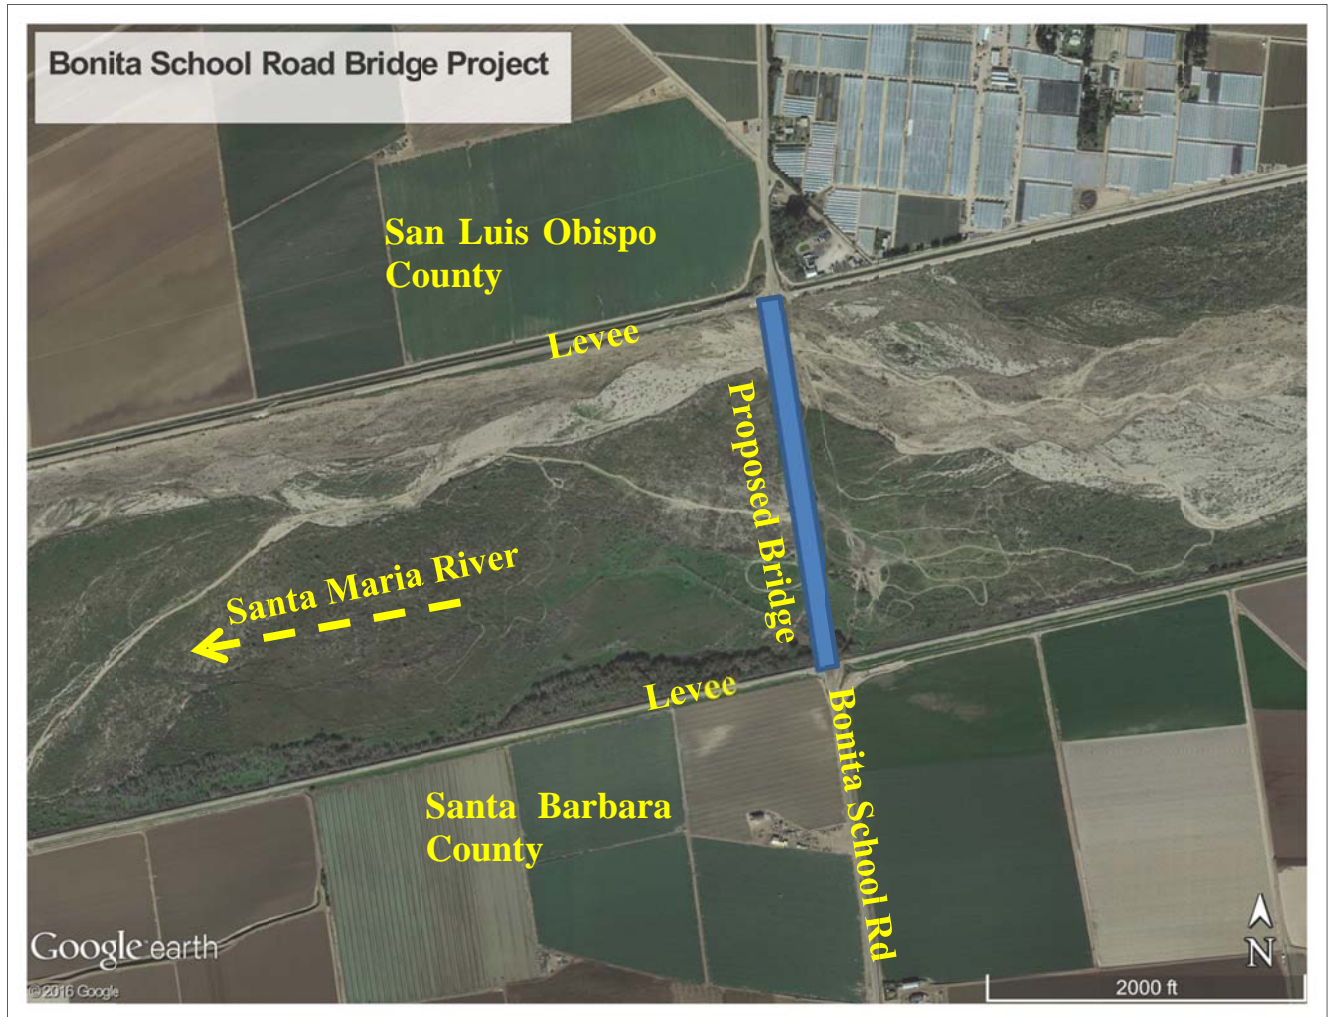 Bonita School Road Bridge Project
San Luis Obispo
County
Levee
Proposed Bridge
Santa Maria River
Levee
Bonita School Rd
Santa Barbara
County
Google earth
© 2016 Google
N
2000 ft